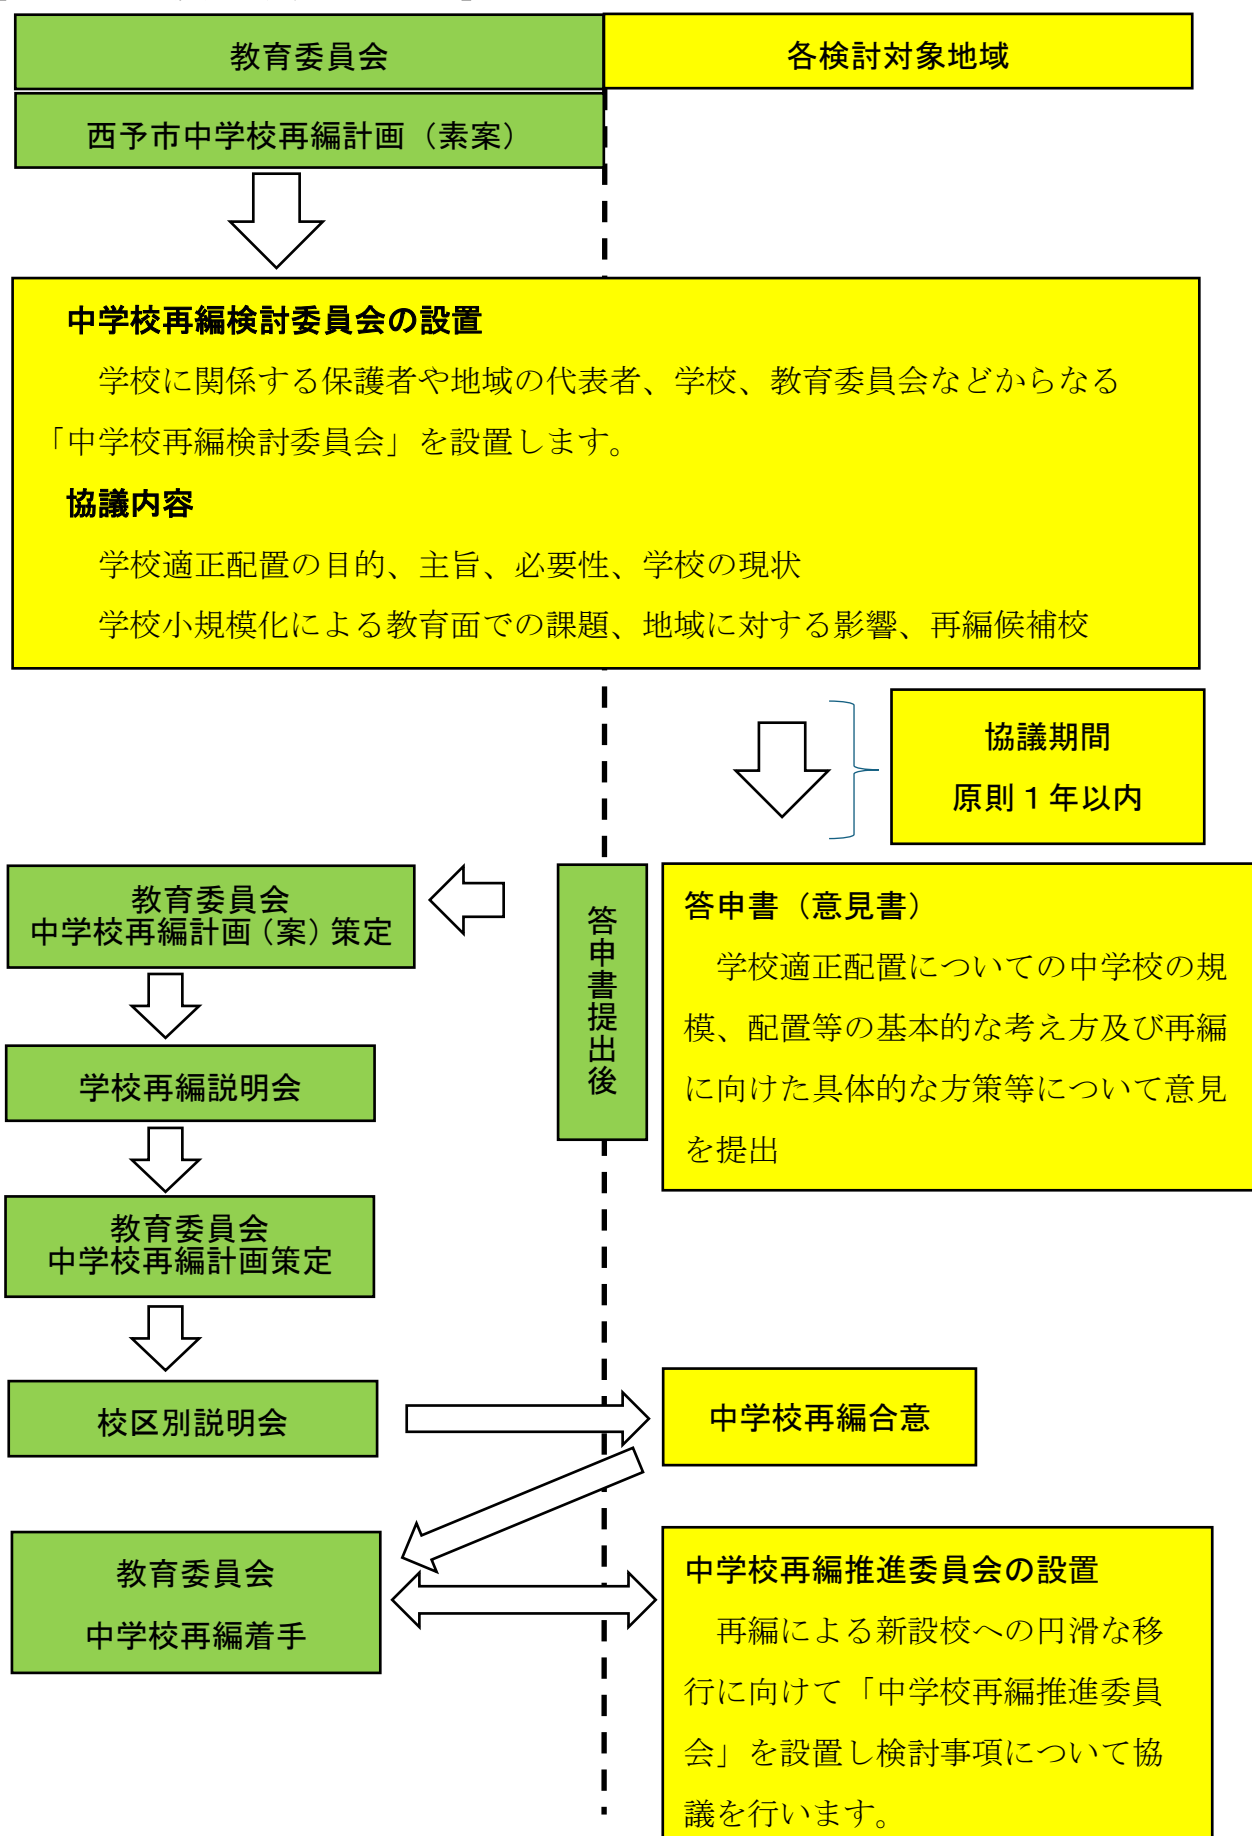 教育委員会
各検討対象地域
西予市中学校再編計画（素案）
中学校再編検討委員会の設置
学校に関係する保護者や地域の代表者、学校、教育委員会などからなる
「中学校再編検討委員会」を設置します。
協議内容
学校適正配置の目的、主旨、必要性、学校の現状
学校小規模化による教育面での課題、地域に対する影響、再編候補校
協議期間
原則１年以内
答申書提出後
答申書（意見書）
学校適正配置についての中学校の規
模、配置等の基本的な考え方及び再編
に向けた具体的な方策等について意見
を提出
教育委員会
中学校再編計画（案）策定
学校再編説明会
教育委員会
中学校再編計画策定
校区別説明会
中学校再編合意
教育委員会
中学校再編着手
中学校再編推進委員会の設置
再編による新設校への円滑な移
行に向けて「中学校再編推進委員
会」を設置し検討事項について協
議を行います。